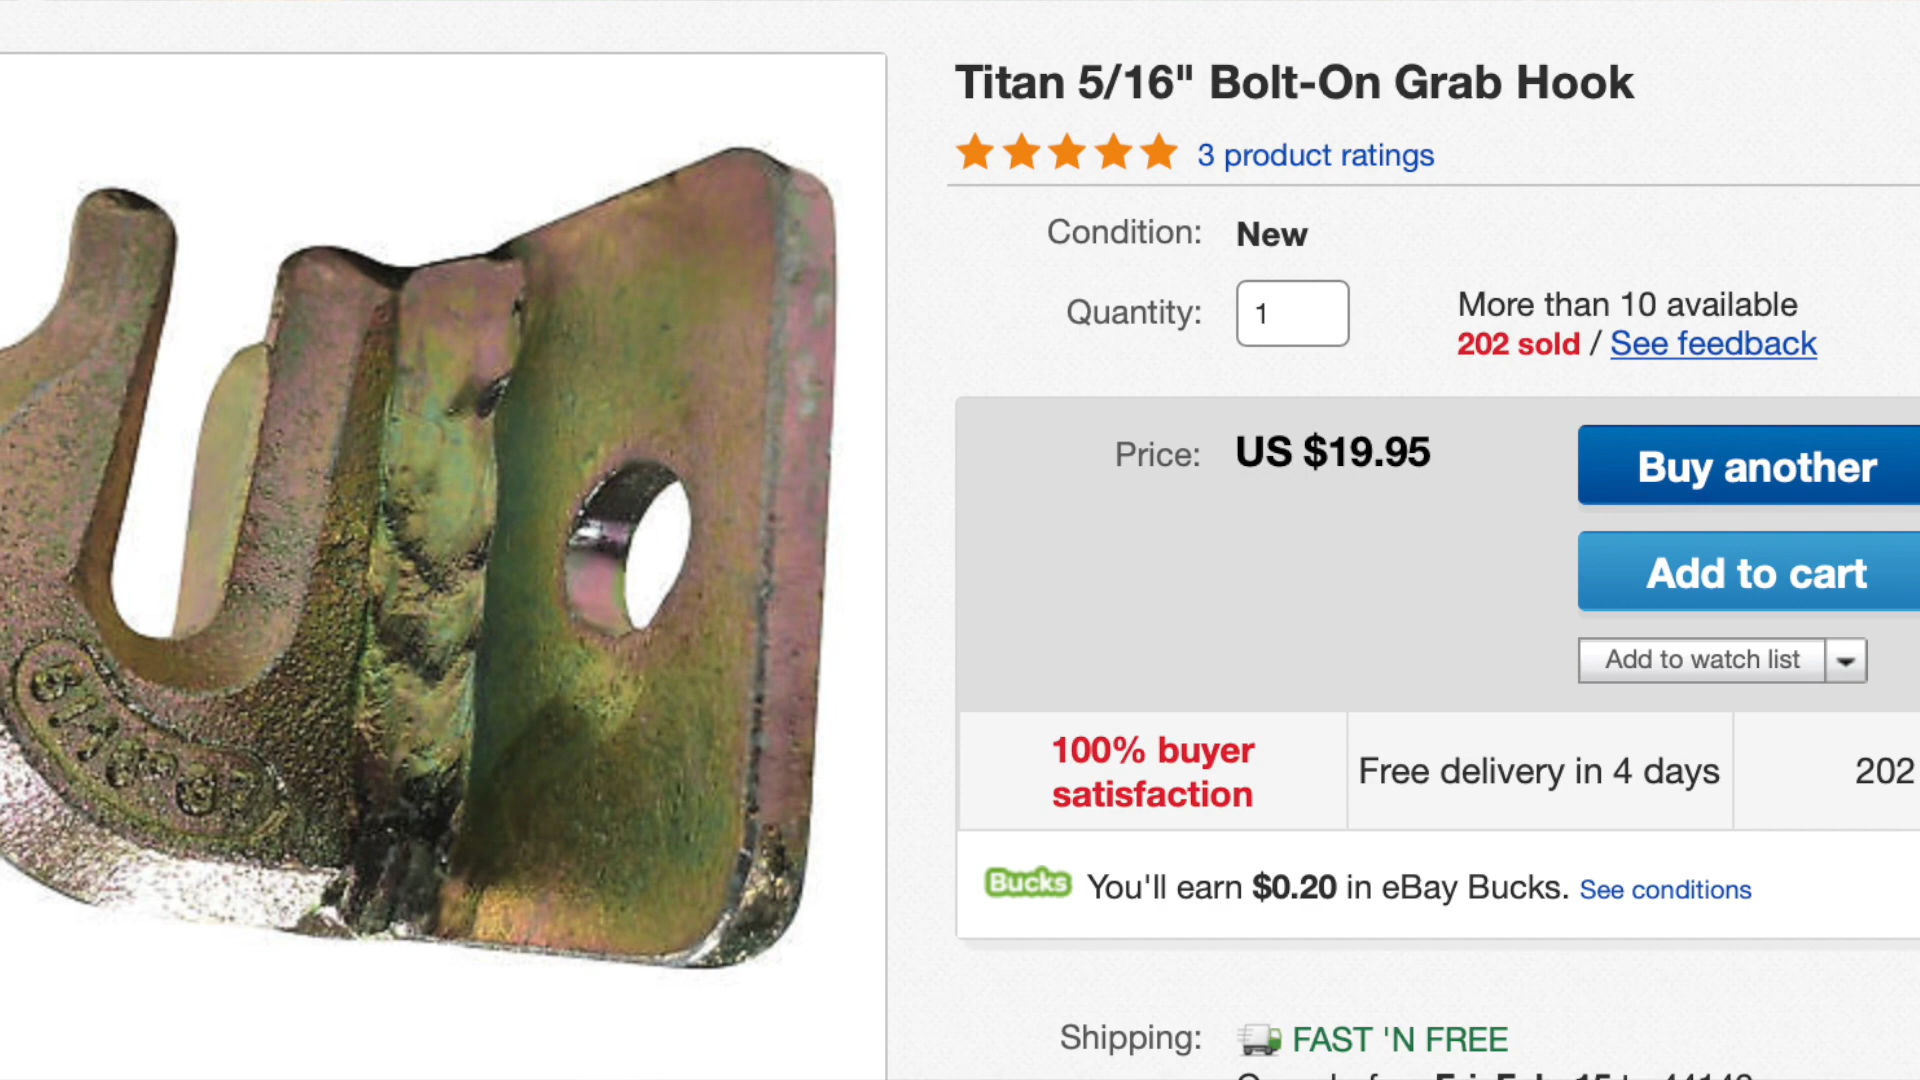 Titan 5/16" Bolt-On Grab Hook
3 product ratings
Condition: New
Quantity: 1
More than 10 available
202 sold / See feedback
Price: US $19.95
Buy another
Add to cart
Add to watch list
100% buyer
satisfaction
Free delivery in 4 days
202
Bucks You'll earn $0.20 in eBay Bucks. See conditions
Shipping: FAST 'N FREE